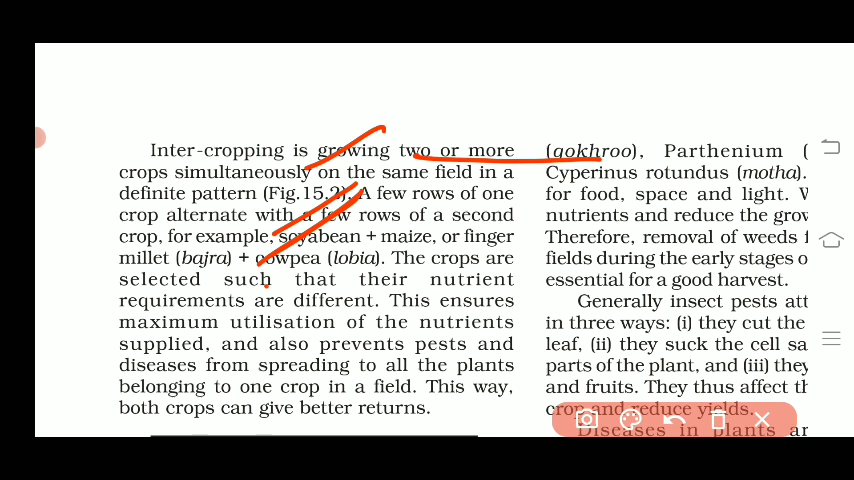 Inter-cropping is growing two or more
crops simultaneously on the same field in a
definite pattern (Fig.15.2). A few rows of one
crop alternate with a few rows of a second
crop, for example, soyabean + maize, or finger
millet (bajra) + cowpea (lobia). The crops are
selected such that their nutrient
requirements are different. This ensures
maximum utilisation of the nutrients
supplied, and also prevents pests and
diseases from spreading to all the plants
belonging to one crop in a field. This way,
both crops can give better returns.
(gokhroo), Parthenium (
Cyperinus rotundus (motha).
for food, space and light.
nutrients and reduce the grow
Therefore, removal of weeds f
fields during the early stages o
essential for a good harvest.
Generally insect pests att
in three ways: (i) they cut the
leaf, (ii) they suck the cell sa
parts of the plant, and (iii) they
and fruits. They thus affect th
crop and reduce yields.
Diseases in plants ar